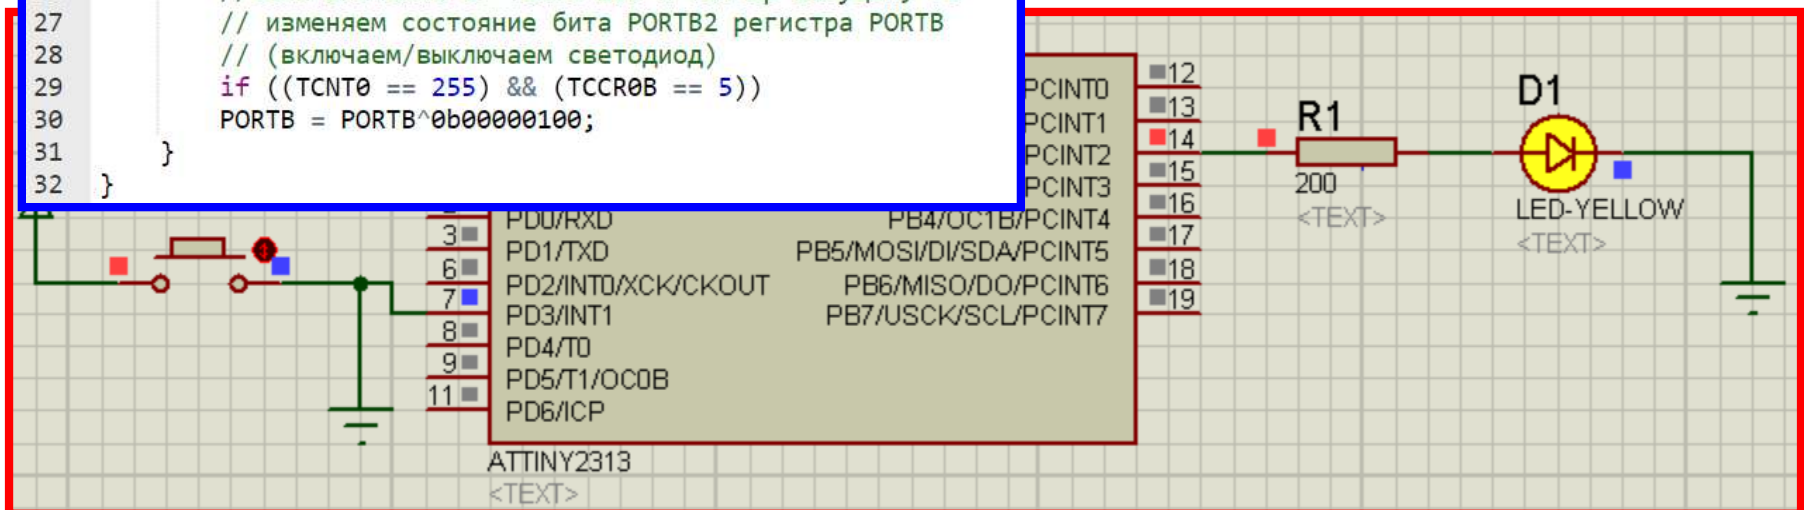 27 // изменяем состояние бита PORTB2 регистра PORTB
28 // (включаем/выключаем светодиод)
29 if ((TCNT0 == 255) && (TCCR0B == 5))
30 PORTB = PORTB^0b00000100;
31 }
32 }
PCINT0
12
PCINT1
13
PCINT2
14
PCINT3
15
PD0/RXD
PB4/OC1B/PCINT4
16
3
PD1/TXD
PB5/MOSI/DI/SDA/PCINT5
17
6
PD2/INT0/XCK/CKOUT
PB6/MISO/DO/PCINT6
18
7
PD3/INT1
PB7/USCK/SCL/PCINT7
19
8
PD4/T0
9
PD5/T1/OC0B
11
PD6/ICP
ATTINY2313
<TEXT>
R1
200
<TEXT>
D1
LED-YELLOW
<TEXT>